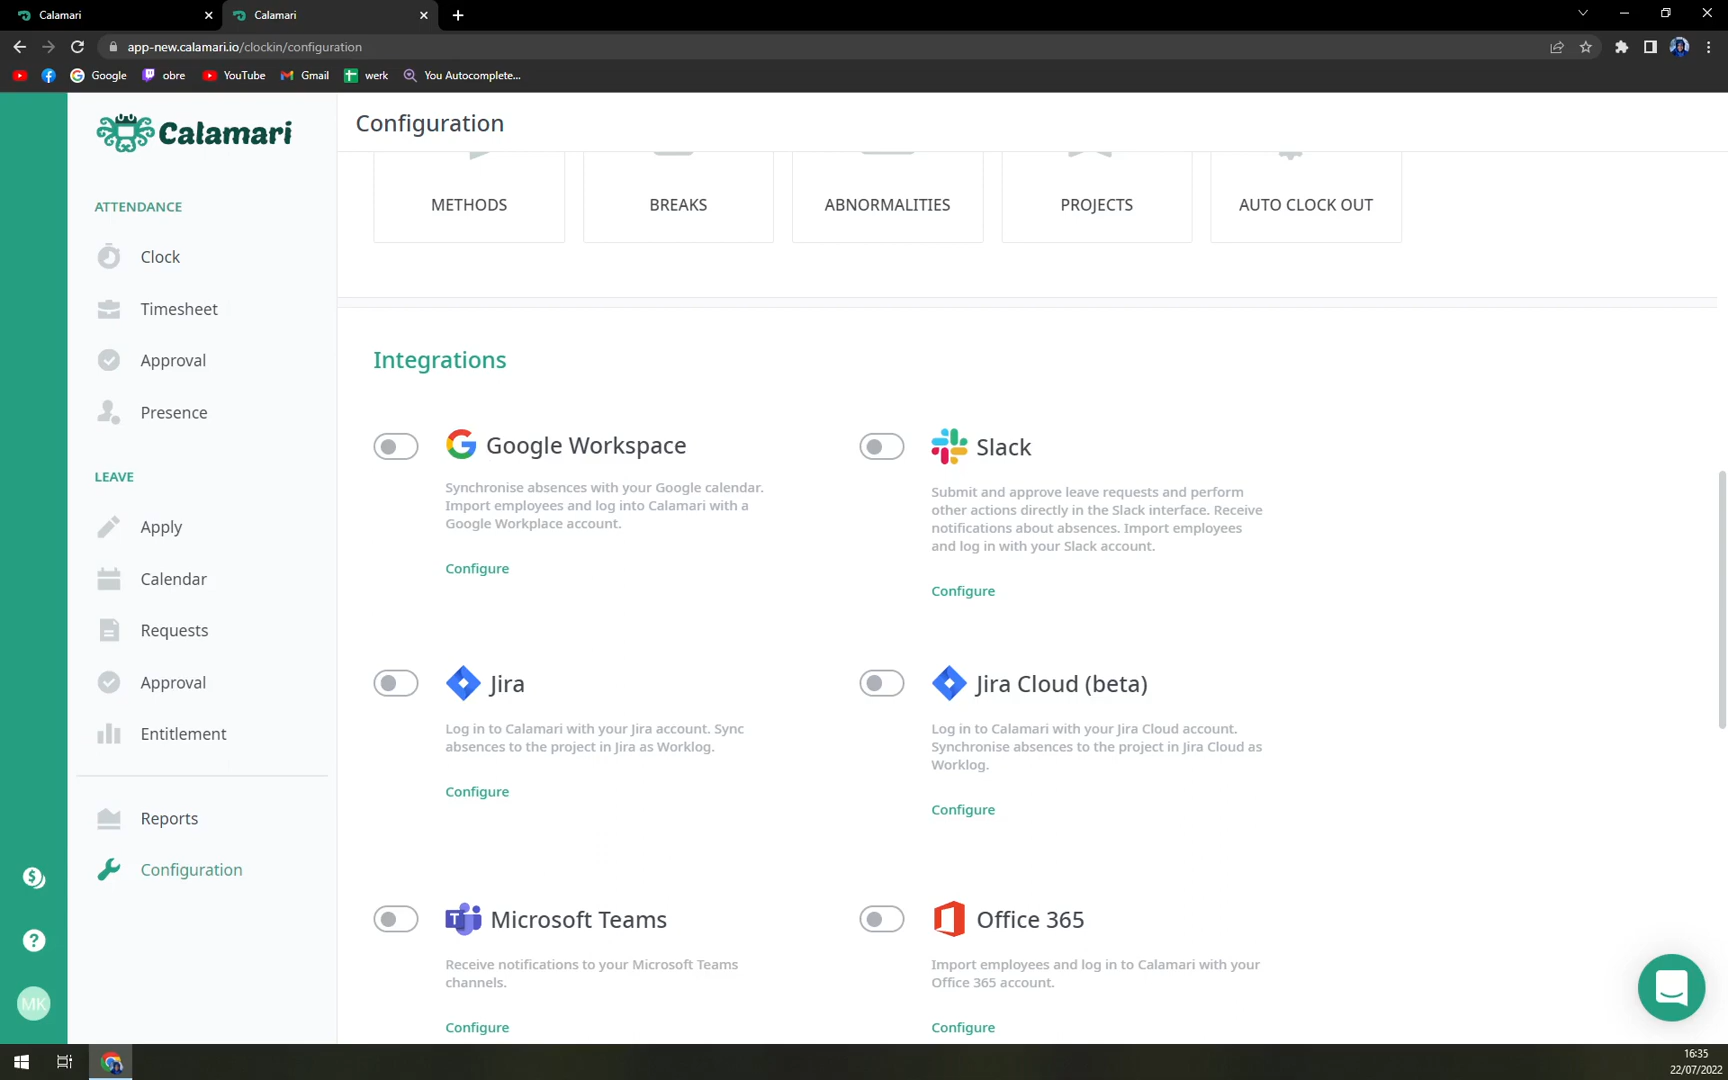 Calamari
Calamari
app-new.calamari.io/clockin/configuration
Google
obre
YouTube
Gmail
werk
You Autocomplete...
Calamari
Configuration
METHODS
BREAKS
ABNORMALITIES
PROJECTS
AUTO CLOCK OUT
ATTENDANCE
Clock
Timesheet
Approval
Presence
LEAVE
Apply
Calendar
Requests
Approval
Entitlement
Reports
Configuration
MK
Integrations
Google Workspace
Synchronise absences with your Google calendar.
Import employees and log into Calamari with a
Google Workplace account.
Configure
Slack
Submit and approve leave requests and perform
other actions directly in the Slack interface. Receive
notifications about absences. Import employees
and log in with your Slack account.
Configure
Jira
Log in to Calamari with your Jira account. Sync
absences to the project in Jira as Worklog.
Configure
Jira Cloud (beta)
Log in to Calamari with your Jira Cloud account.
Synchronise absences to the project in Jira Cloud as
Worklog.
Configure
Microsoft Teams
Receive notifications to your Microsoft Teams
channels.
Configure
Office 365
Import employees and log in to Calamari with your
Office 365 account.
Configure
16:35
22/07/2022